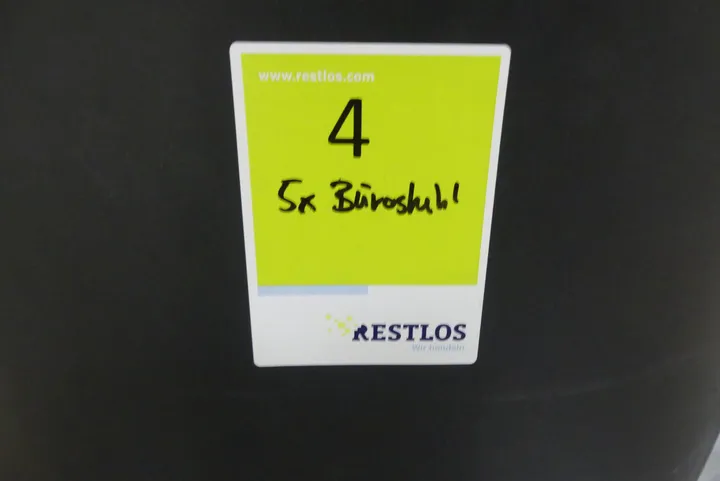 www.restlos.com
4
5x Bürostuhl
RESTLOS
Wir handeln